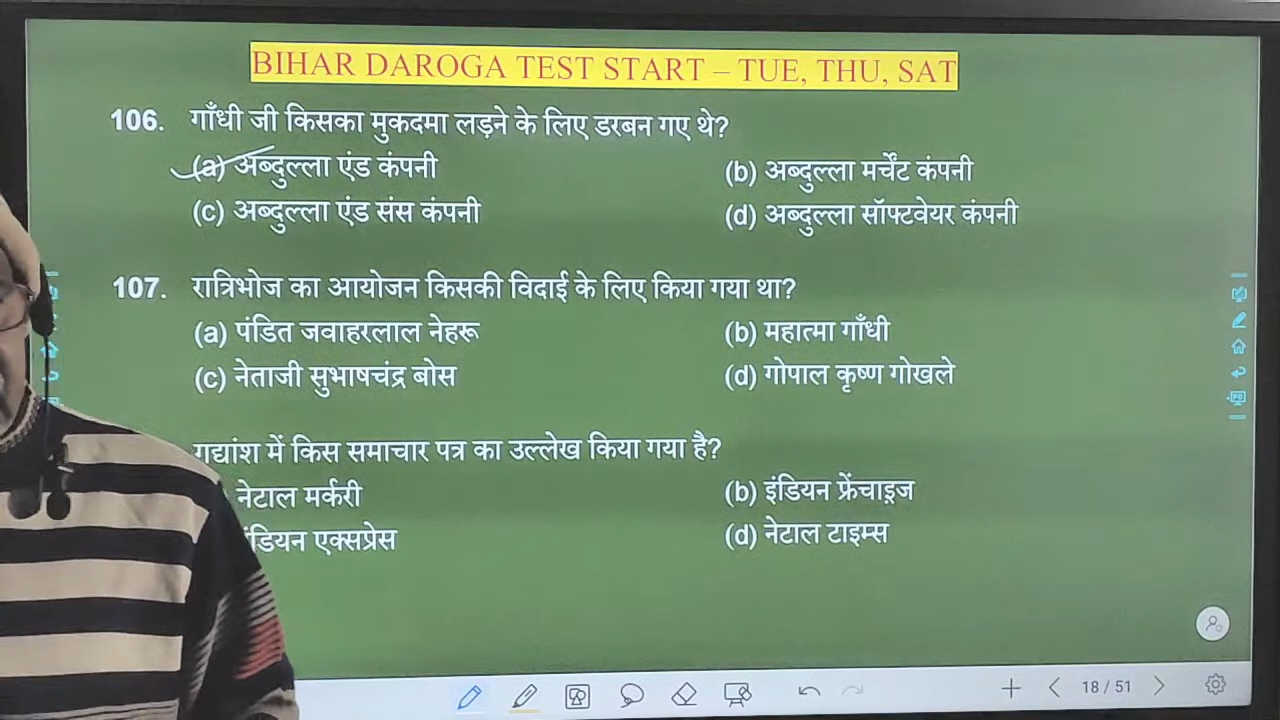 BIHAR DAROGA TEST START – TUE, THU, SAT
106. गाँधी जी किसका मुकदमा लड़ने के लिए डरबन गए थे?
(a) अब्दुल्ला एंड कंपनी (b) अब्दुल्ला मर्चेंट कंपनी
(c) अब्दुल्ला एंड संस कंपनी (d) अब्दुल्ला सॉफ्टवेयर कंपनी
107. रात्रिभोज का आयोजन किसकी विदाई के लिए किया गया था?
(a) पंडित जवाहरलाल नेहरू (b) महात्मा गाँधी
(c) नेताजी सुभाषचंद्र बोस (d) गोपाल कृष्ण गोखले
गद्यांश में किस समाचार पत्र का उल्लेख किया गया है?
नेटाल मर्करी (b) इंडियन फ्रेंचाइज़
एक्सप्रेस (d) नेटाल टाइम्स
18 / 51